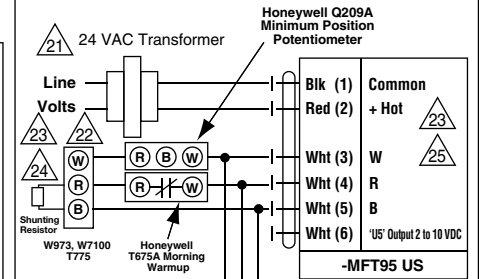 Honeywell Q209A
Minimum Position
Potentiometer
21 24 VAC Transformer
Line
Volts
Blk (1) Common
Red (2) + Hot
23
23 22
24
25
W R B W Wht (3) W
R R W Wht (4) R
B Wht (5) B
Wht (6) 'U5' Output 2 to 10 VDC
Shunting
Resistor
W973, W7100
T775
Honeywell
T675A Morning
Warmup
-MFT95 US